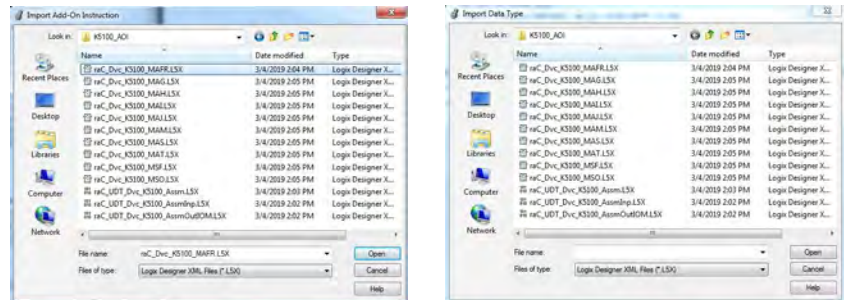 Import Add-On Instruction
Look in: K5100_AOI
Name Date modified Type
raC_Dvc_K5100_MAFR.L5X 3/4/2019 2:04 PM Logix Designer X...
raC_Dvc_K5100_MAG.L5X 3/4/2019 2:05 PM Logix Designer X...
raC_Dvc_K5100_MAH.L5X 3/4/2019 2:05 PM Logix Designer X...
raC_Dvc_K5100_MAI.L5X 3/4/2019 2:05 PM Logix Designer X...
raC_Dvc_K5100_MAJ.L5X 3/4/2019 2:05 PM Logix Designer X...
raC_Dvc_K5100_MAM.L5X 3/4/2019 2:05 PM Logix Designer X...
raC_Dvc_K5100_MAS.L5X 3/4/2019 2:05 PM Logix Designer X...
raC_Dvc_K5100_MAT.L5X 3/4/2019 2:05 PM Logix Designer X...
raC_Dvc_K5100_MSF.L5X 3/4/2019 2:05 PM Logix Designer X...
raC_Dvc_K5100_MSO.L5X 3/4/2019 2:05 PM Logix Designer X...
raC_UDT_Dvc_K5100_Assm.L5X 3/4/2019 2:03 PM Logix Designer X...
raC_UDT_Dvc_K5100_AssmInp.L5X 3/4/2019 2:02 PM Logix Designer X...
raC_UDT_Dvc_K5100_AssmOutIOM.L5X 3/4/2019 2:02 PM Logix Designer X...
Recent Places
Desktop
Libraries
Computer
Network
File name: raC_Dvc_K5100_MAFR.L5X Open
Files of type: Logix Designer XML Files (*.L5X) Cancel
Help
Import Data Type
Look in: K5100_AOI
Name Date modified Type
raC_Dvc_K5100_MAFR.L5X 3/4/2019 2:04 PM Logix Designer X...
raC_Dvc_K5100_MAG.L5X 3/4/2019 2:05 PM Logix Designer X...
raC_Dvc_K5100_MAH.L5X 3/4/2019 2:05 PM Logix Designer X...
raC_Dvc_K5100_MAI.L5X 3/4/2019 2:05 PM Logix Designer X...
raC_Dvc_K5100_MAJ.L5X 3/4/2019 2:05 PM Logix Designer X...
raC_Dvc_K5100_MAM.L5X 3/4/2019 2:05 PM Logix Designer X...
raC_Dvc_K5100_MAS.L5X 3/4/2019 2:05 PM Logix Designer X...
raC_Dvc_K5100_MAT.L5X 3/4/2019 2:05 PM Logix Designer X...
raC_Dvc_K5100_MSF.L5X 3/4/2019 2:05 PM Logix Designer X...
raC_Dvc_K5100_MSO.L5X 3/4/2019 2:05 PM Logix Designer X...
raC_UDT_Dvc_K5100_Assm.L5X 3/4/2019 2:03 PM Logix Designer X...
raC_UDT_Dvc_K5100_AssmInp.L5X 3/4/2019 2:02 PM Logix Designer X...
raC_UDT_Dvc_K5100_AssmOutIOM.L5X 3/4/2019 2:02 PM Logix Designer X...
Recent Places
Desktop
Libraries
Computer
Network
File name: Open
Files of type: Logix Designer XML Files (*.L5X) Cancel
Help